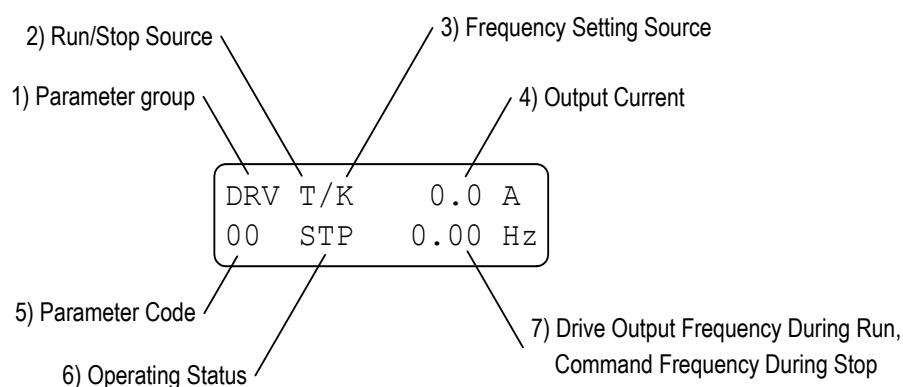 2) Run/Stop Source
3) Frequency Setting Source
1) Parameter group
4) Output Current
DRV T/K 0.0 A
00 STP 0.00 Hz
5) Parameter Code
7) Drive Output Frequency During Run,
Command Frequency During Stop
6) Operating Status